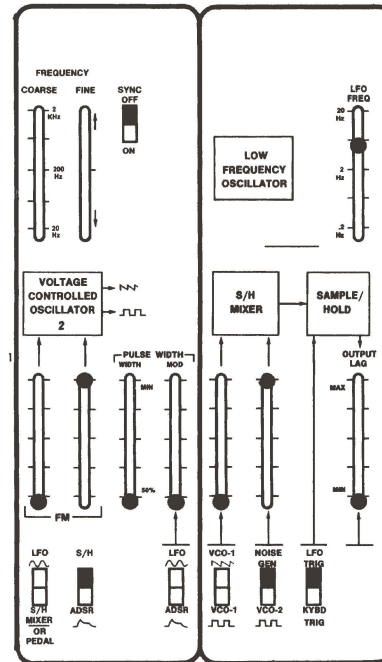 FREQUENCY
COARSE
FINE
SYNC
OFF
ON
2
KHz
200
Hz
20
Hz
VOLTAGE
CONTROLLED
OSCILLATOR
2
PULSE WIDTH
WIDTH
MOD
MIN
50%
FM
LFO
S/H
MIXER
OR
PEDAL
S/H
ADSR
LFO
ADSR
LFO
FREQ
20
Hz
2
Hz
.2
Hz
LOW
FREQUENCY
OSCILLATOR
S/H
MIXER
SAMPLE/
HOLD
OUTPUT
LAG
MAX
MIN
VCO-1
VCO-1
NOISE
GEN
VCO-2
LFO
TRIG
KYBD
TRIG